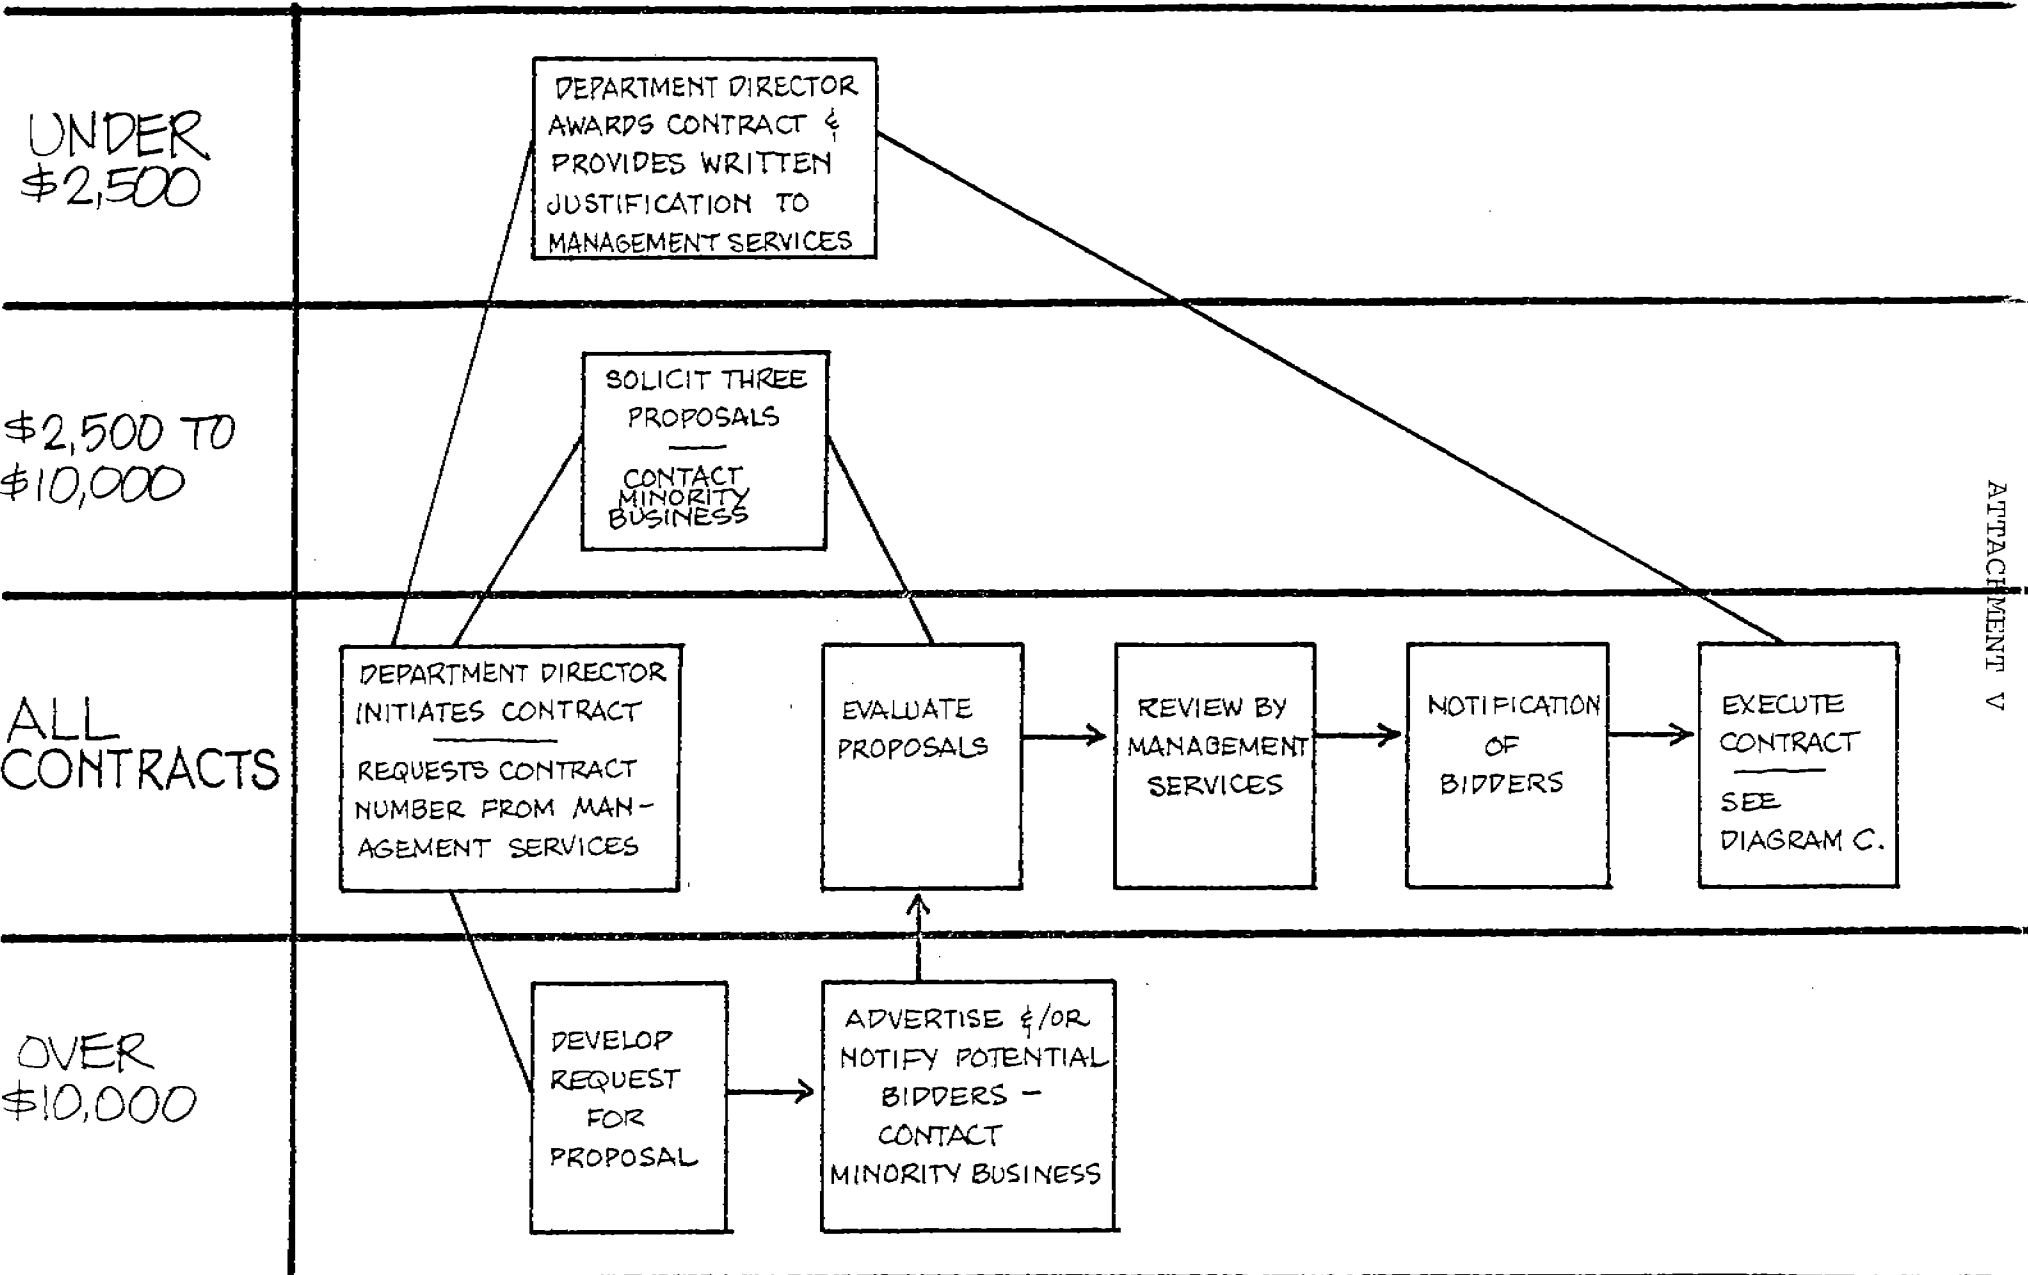 UNDER
$2,500
DEPARTMENT DIRECTOR
AWARDS CONTRACT &
PROVIDES WRITTEN
JUSTIFICATION TO
MANAGEMENT SERVICES
$2,500 TO
$10,000
SOLICIT THREE
PROPOSALS
CONTACT
MINORITY
BUSINESS
ALL
CONTRACTS
DEPARTMENT DIRECTOR
INITIATES CONTRACT
REQUESTS CONTRACT
NUMBER FROM MAN-
AGEMENT SERVICES
EVALUATE
PROPOSALS
REVIEW BY
MANAGEMENT
SERVICES
NOTIFICATION
OF
BIDDERS
EXECUTE
CONTRACT
SEE
DIAGRAM C.
OVER
$10,000
DEVELOP
REQUEST
FOR
PROPOSAL
ADVERTISE &/OR
NOTIFY POTENTIAL
BIDDERS -
CONTACT
MINORITY BUSINESS
ATTACHMENT V